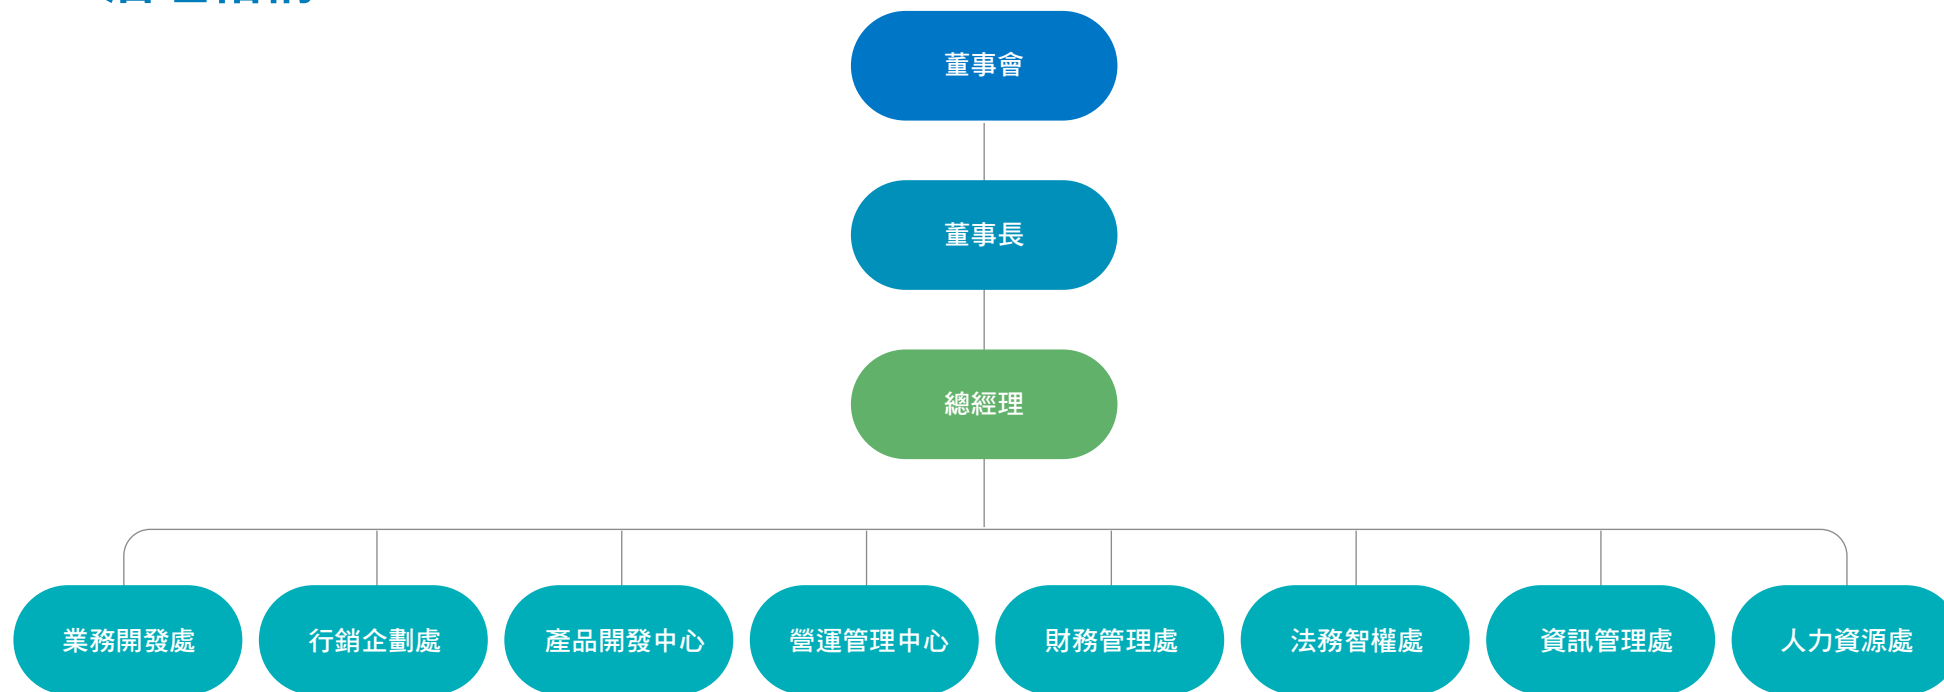 董事會
董事長
總經理
業務開發處
行銷企劃處
產品開發中心
營運管理中心
財務管理處
法務智權處
資訊管理處
人力資源處